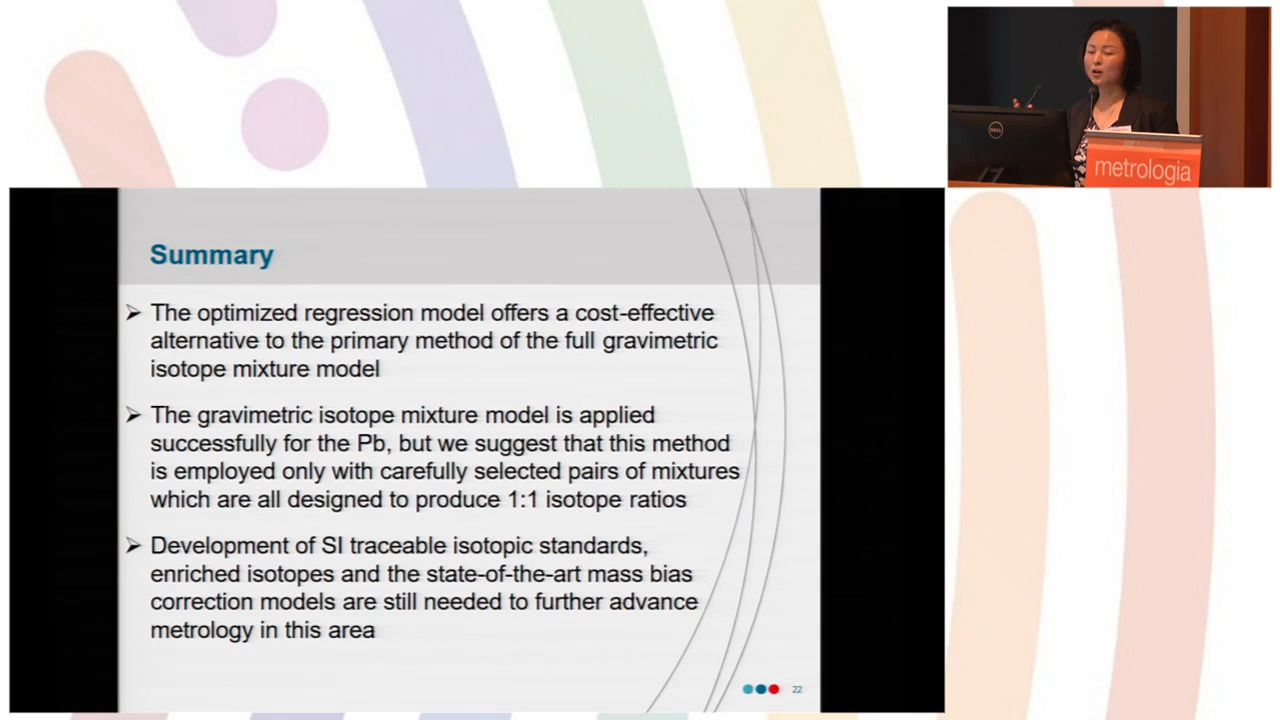 DELL
metrologia
Summary
➢ The optimized regression model offers a cost-effective
alternative to the primary method of the full gravimetric
isotope mixture model
➢ The gravimetric isotope mixture model is applied
successfully for the Pb, but we suggest that this method
is employed only with carefully selected pairs of mixtures
which are all designed to produce 1:1 isotope ratios
➢ Development of SI traceable isotopic standards,
enriched isotopes and the state-of-the-art mass bias
correction models are still needed to further advance
metrology in this area
22